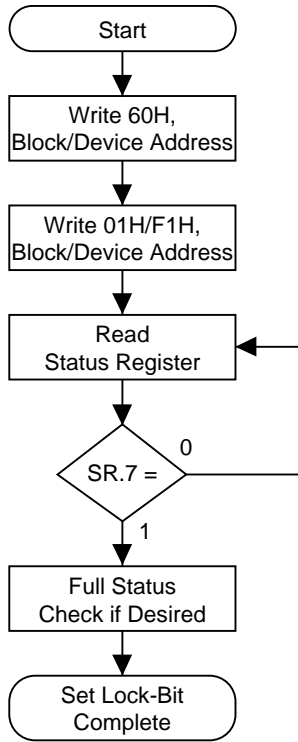 Start
Write 60H,
Block/Device Address
Write 01H/F1H,
Block/Device Address
Read
Status Register
SR.7 =
0
1
Full Status
Check if Desired
Set Lock-Bit
Complete